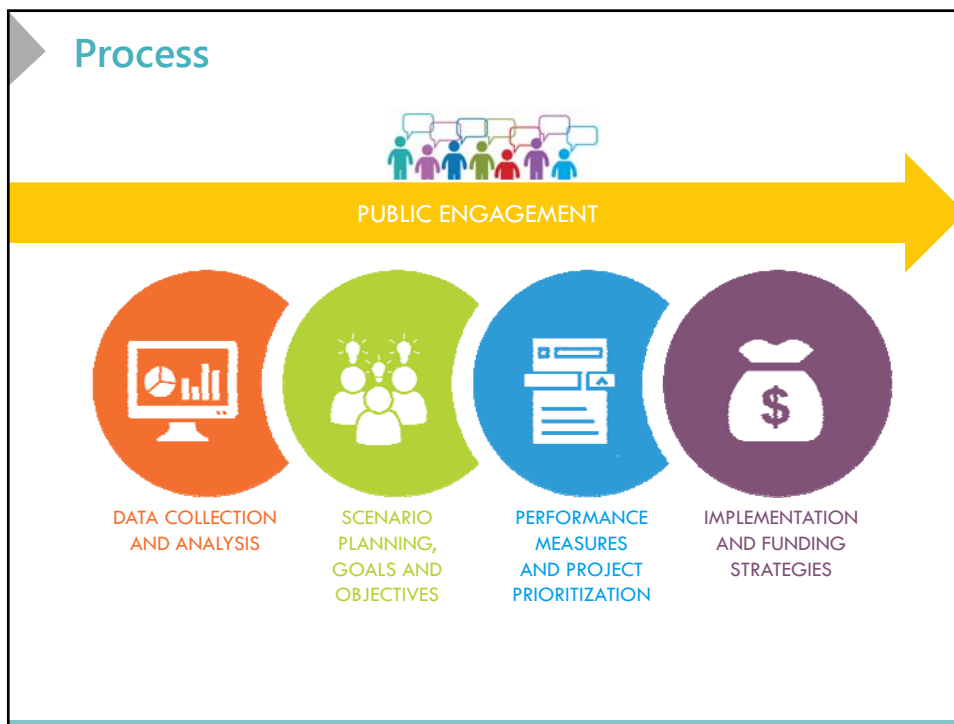 Process
PUBLIC ENGAGEMENT
$
DATA COLLECTION
AND ANALYSIS
SCENARIO
PLANNING,
GOALS AND
OBJECTIVES
PERFORMANCE
MEASURES
AND PROJECT
PRIORITIZATION
IMPLEMENTATION
AND FUNDING
STRATEGIES